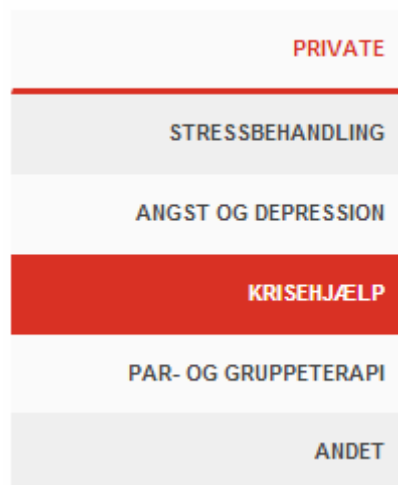 PRIVATE
STRESSBEHANDLING
ANGST OG DEPRESSION
KRISEHJÆLP
PAR- OG GRUPPETERAPI
ANDET